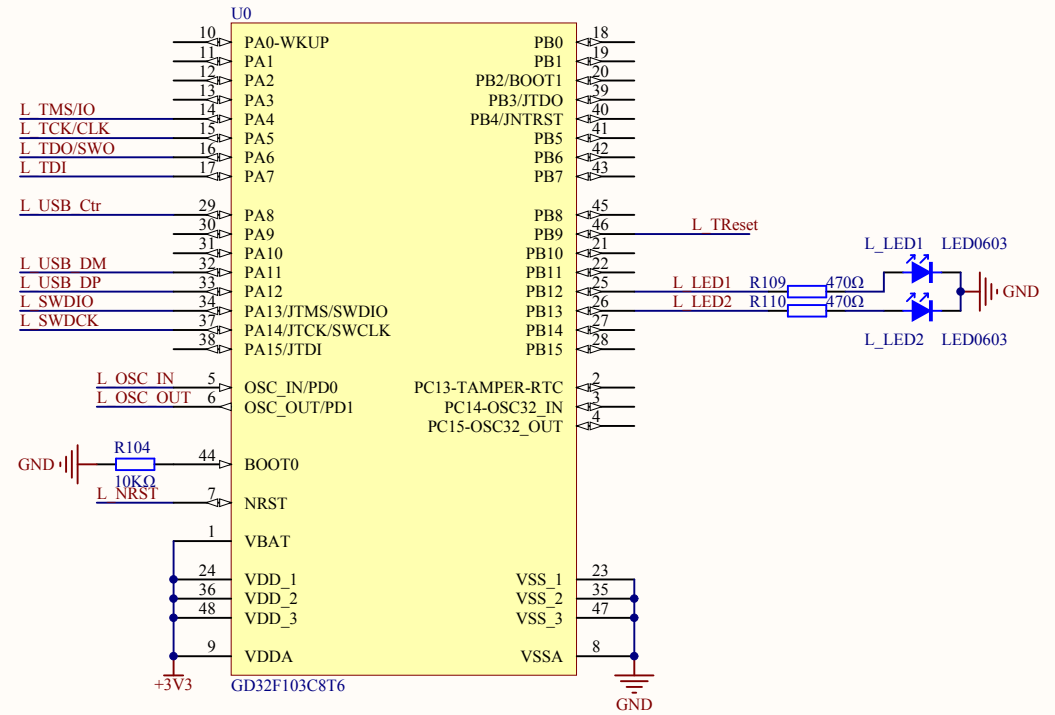 U0
10 PA0-WKUP PB0 18
11 PA1 PB1 19
12 PA2 PB2/BOOT1 20
13 PA3 PB3/JTDO 39
L_TMS/IO 14 PA4 PB4/JNTRST 40
L_TCK/CLK 15 PA5 PB5 41
L_TDO/SWO 16 PA6 PB6 42
L_TDI 17 PA7 PB7 43
L_USB_Ctr 29 PA8 PB8 45
30 PA9 PB9 46 L_TReset
31 PA10 PB10 21
L_LED1 LED0603
L_USB_DM 32 PA11 PB11 22
L_USB_DP 33 PA12 PB12 25 L_LED1 R109 470Ω GND
L_SWDIO 34 PA13/JTMS/SWDIO PB13 26 L_LED2 R110 470Ω
L_SWDCK 37 PA14/JTCK/SWCLK PB14 27
L_LED2 LED0603
38 PA15/JTDI PB15 28
L_OSC_IN 5 OSC_IN/PD0 PC13-TAMPER-RTC 2
L_OSC_OUT 6 OSC_OUT/PD1 PC14-OSC32_IN 3
PC15-OSC32_OUT 4
R104
GND 44 BOOT0
10KΩ
L_NRST 7 NRST
1 VBAT
24 VDD_1 VSS_1 23
36 VDD_2 VSS_2 35
48 VDD_3 VSS_3 47
9 VDDA VSSA 8
+3V3 GD32F103C8T6
GND